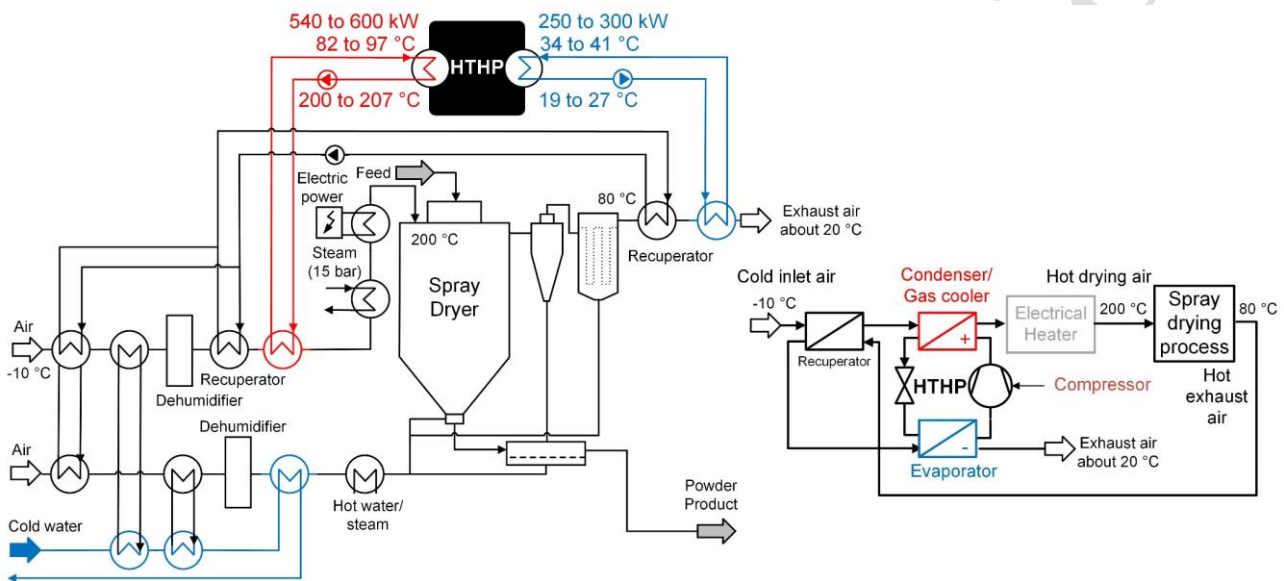 540 to 600 kW
82 to 97 °C
HTHP
250 to 300 kW
34 to 41 °C
200 to 207 °C
19 to 27 °C
Electric
power
Feed
80 °C
Exhaust air
about 20 °C
200 °C
Recuperator
Steam
(15 bar)
Spray
Dryer
Air
-10 °C
Recuperator
Dehumidifier
Dehumidifier
Air
Hot water/
steam
Cold water
Powder
Product
Cold inlet air
-10 °C
Condenser/
Gas cooler
Hot drying air
Electrical
Heater
200 °C
Spray
drying
process
80 °C
Recuperator
HTHP
Compressor
Hot
exhaust
air
Evaporator
Exhaust air
about 20 °C
+
-